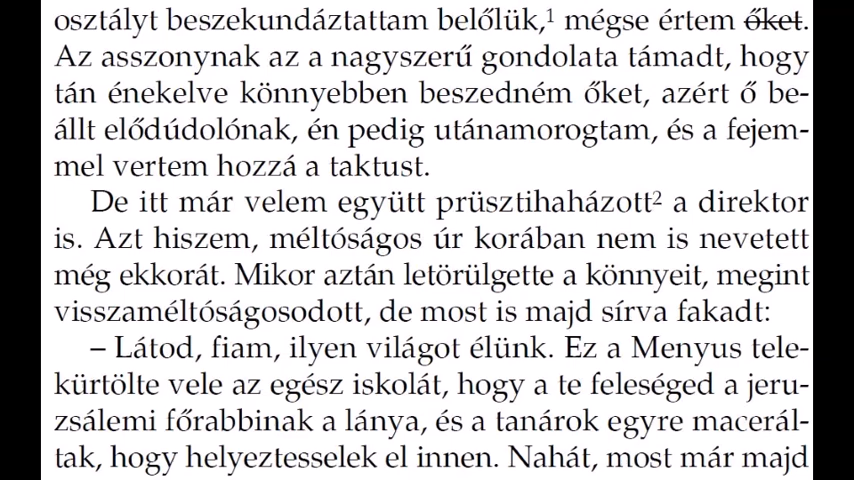 osztályt beszekundáztattam belőlük,¹ mégse értem őket.
Az asszonynak az a nagyszerű gondolata támadt, hogy
tán énekelve könnyebben beszedném őket, azért ő be-
állt elődúdolónak, én pedig utánamorogtam, és a fejem-
mel vertem hozzá a taktust.
De itt már velem együtt prüsztihaházott² a direktor
is. Azt hiszem, méltóságos úr korában nem is nevetett
még ekkorát. Mikor aztán letörülgette a könnyeit, megint
visszaméltóságosodott, de most is majd sírva fakadt:
– Látod, fiam, ilyen világot élünk. Ez a Menyus tele-
kürtölte vele az egész iskolát, hogy a te feleséged a jeru-
zsálemi főrabbinak a lánya, és a tanárok egyre macerál-
tak, hogy helyeztesselek el innen. Nahát, most már majd